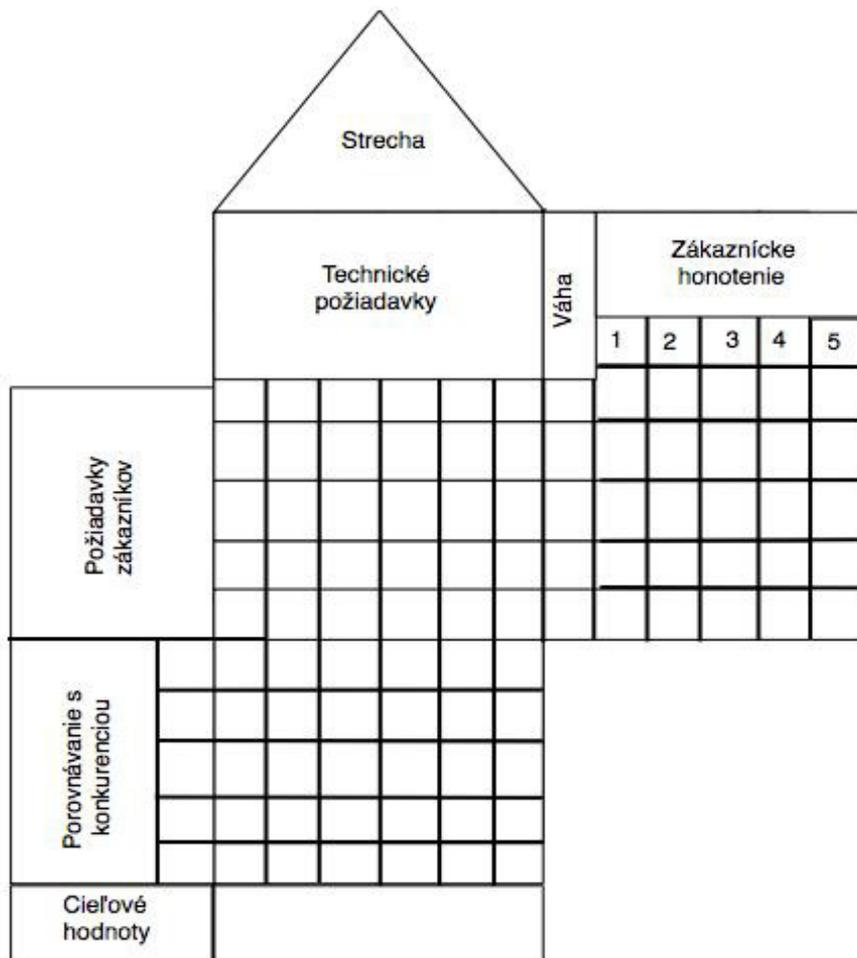 Strecha
Technické
požiadavky
Váha
Zákaznícke
honotenie
1 2 3 4 5
Požiadavky
zákazníkov
Porovnávanie s
konkurenciou
Cieľové
hodnoty